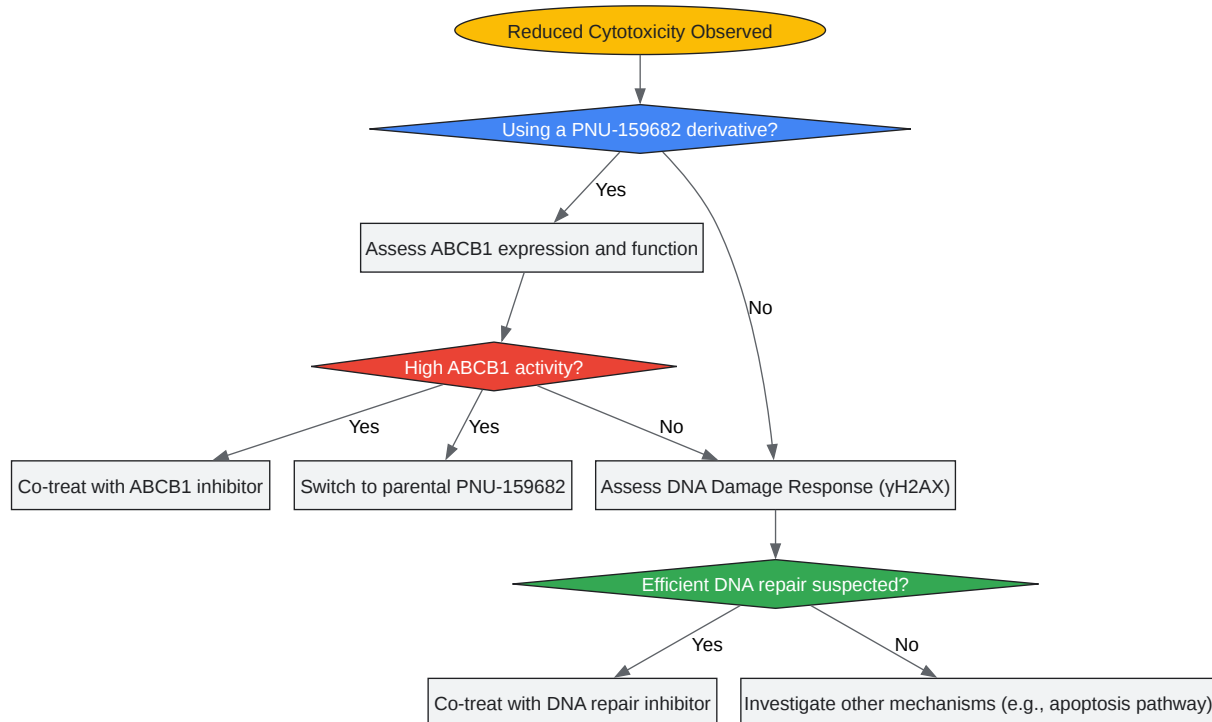 Reduced Cytotoxicity Observed
Using a PNU-159682 derivative?
Yes
Assess ABCB1 expression and function
No
High ABCB1 activity?
Yes
Yes
No
Co-treat with ABCB1 inhibitor
Switch to parental PNU-159682
Assess DNA Damage Response (γH2AX)
Efficient DNA repair suspected?
Yes
No
Co-treat with DNA repair inhibitor
Investigate other mechanisms (e.g., apoptosis pathway)